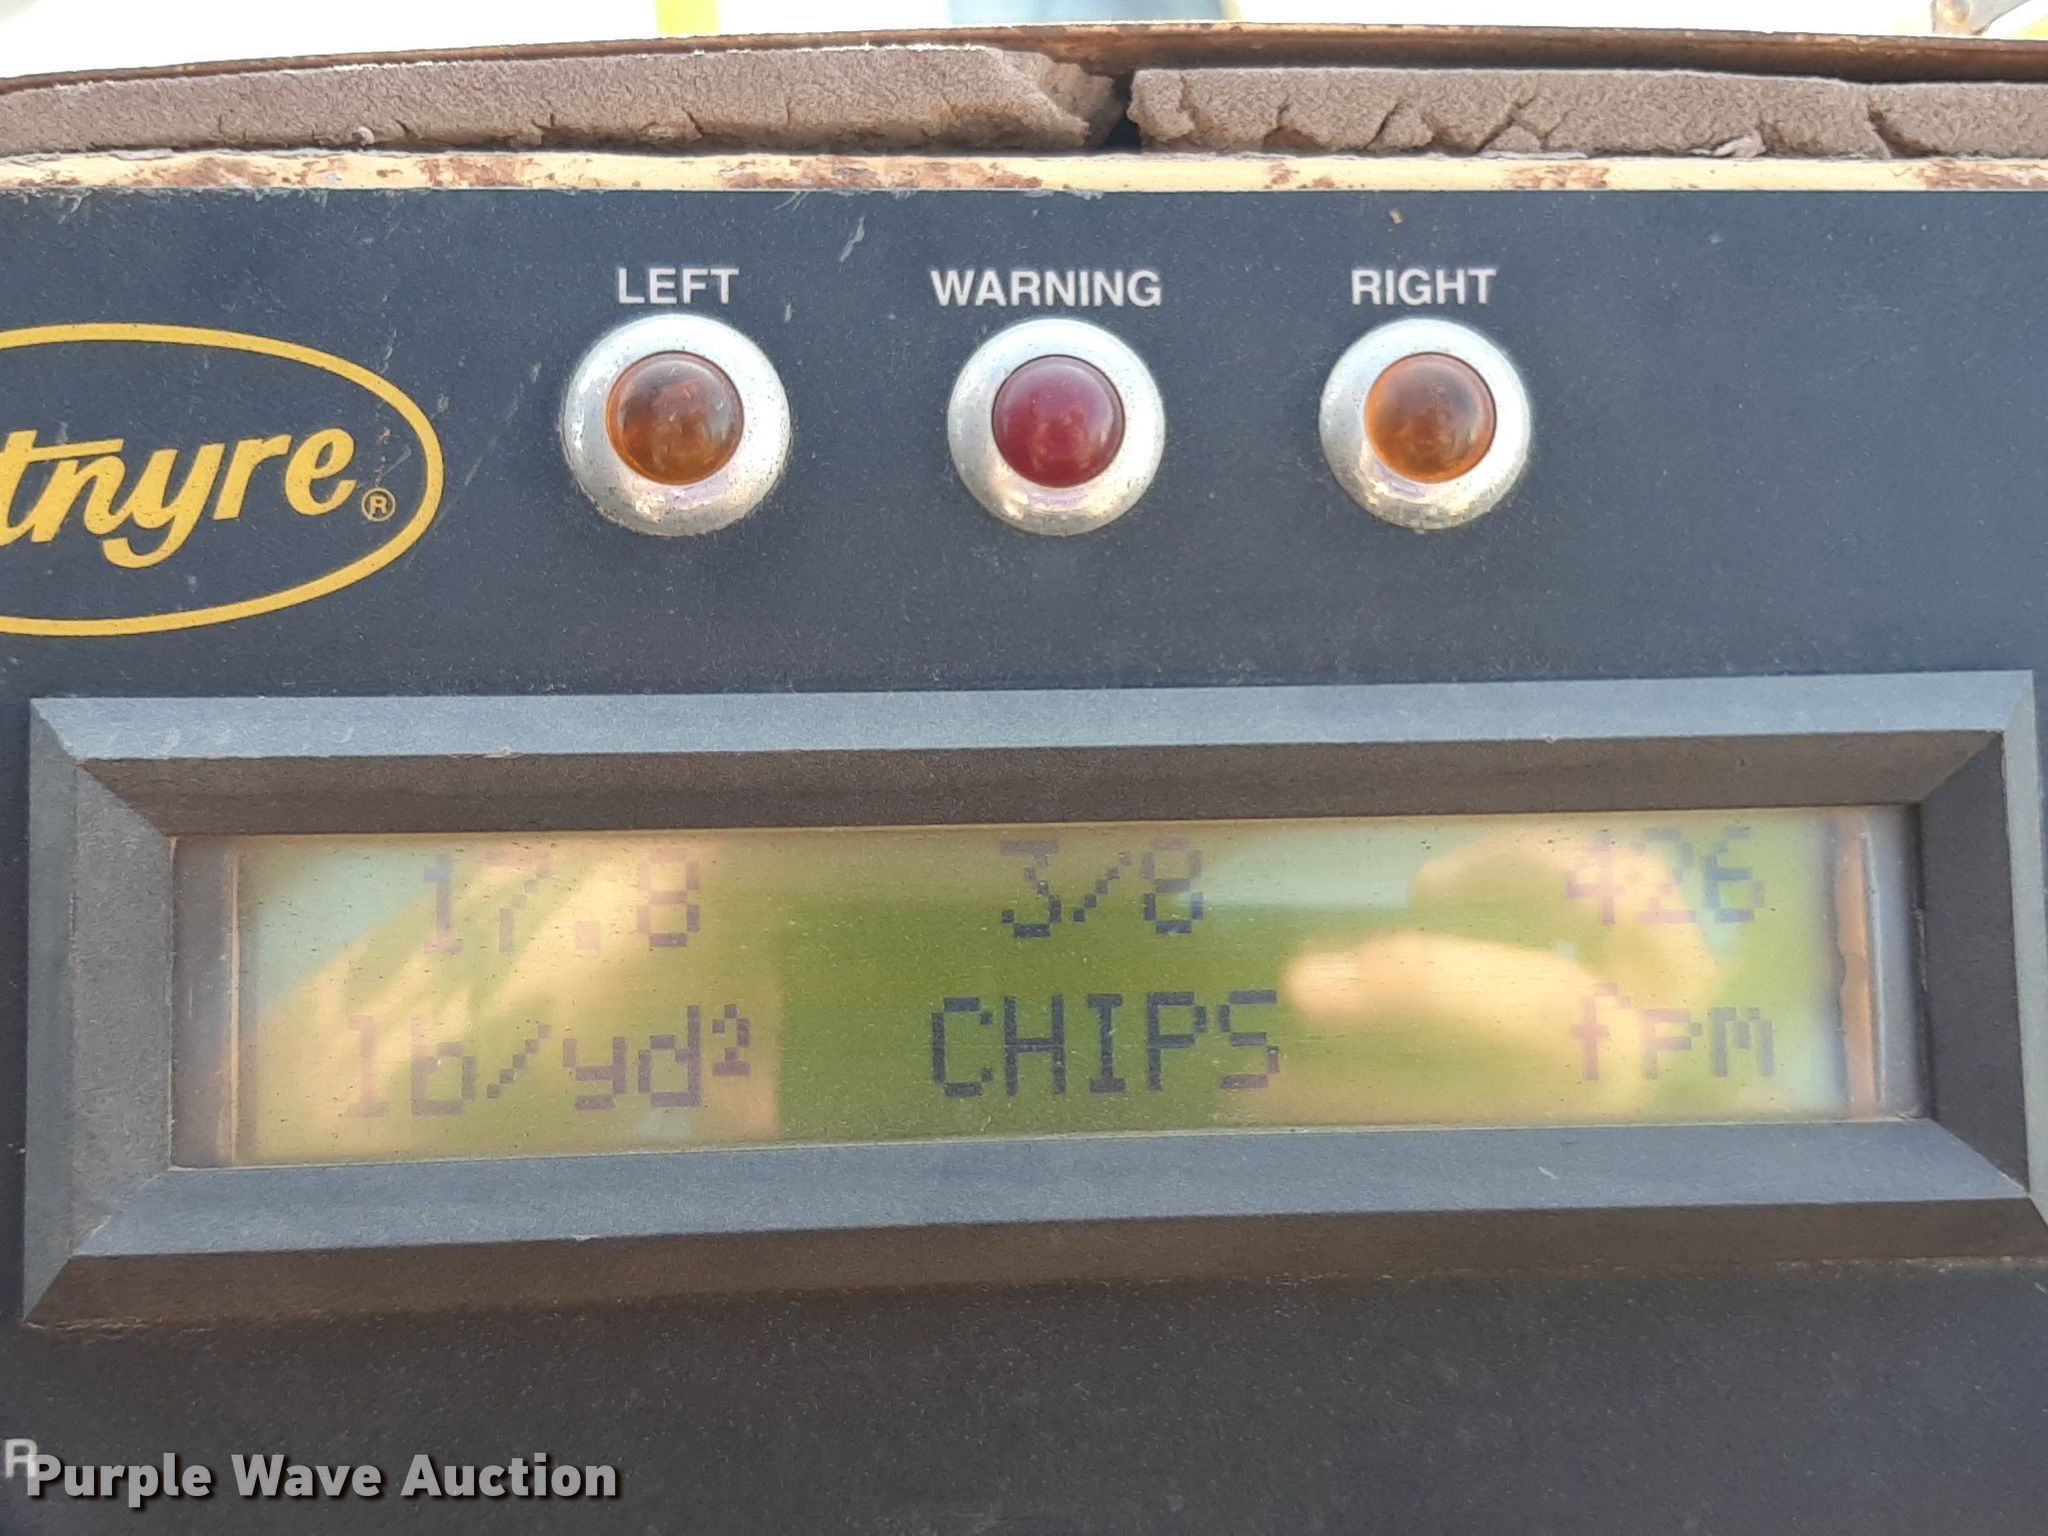 LEFT WARNING RIGHT
tnyre®
17.8 3/8 426
lb/yd² CHIPS fpm
R
Purple Wave Auction